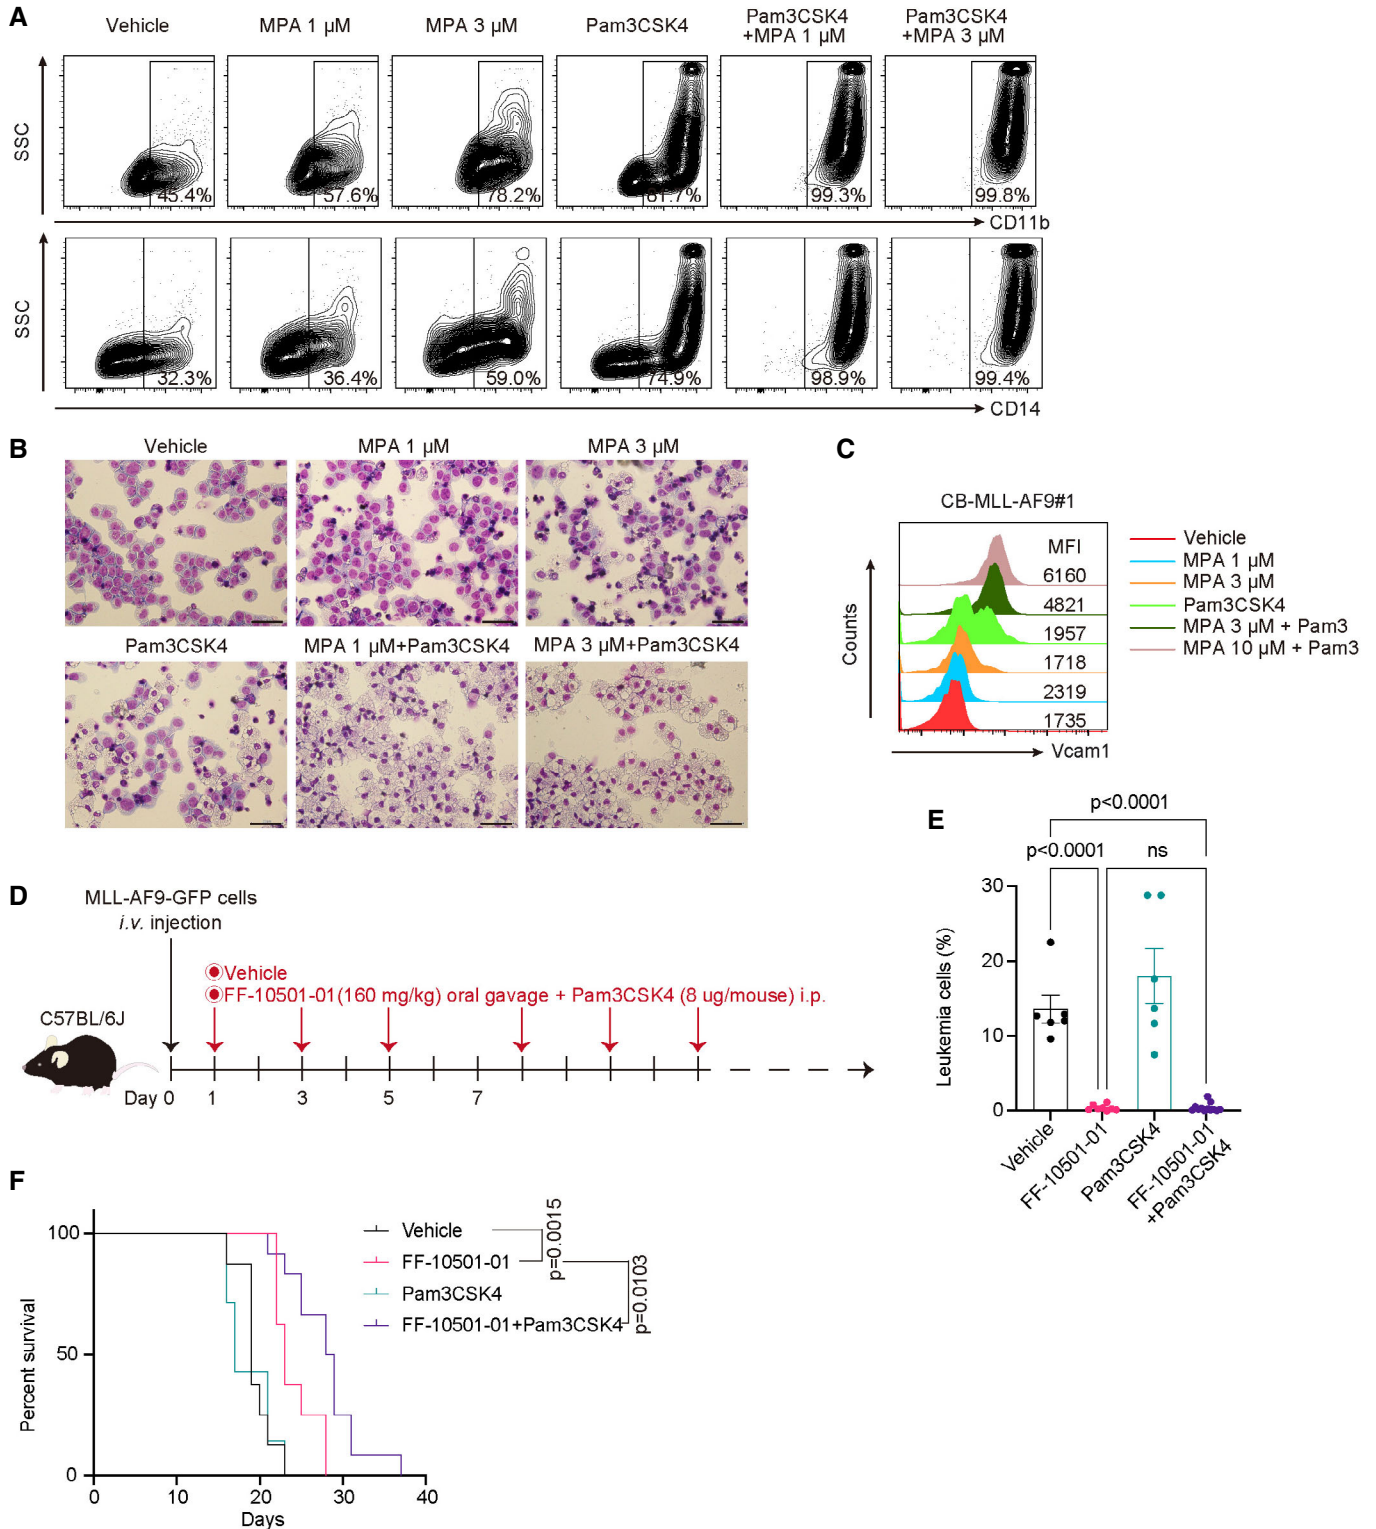 A
Vehicle
MPA 1 µM
MPA 3 µM
Pam3CSK4
Pam3CSK4
+MPA 1 µM
Pam3CSK4
+MPA 3 µM
SSC
45.4%
57.6%
78.2%
81.7%
99.3%
99.8%
CD11b
SSC
32.3%
36.4%
59.0%
74.9%
98.9%
99.4%
CD14
B
Vehicle
MPA 1 µM
MPA 3 µM
Pam3CSK4
MPA 1 µM+Pam3CSK4
MPA 3 µM+Pam3CSK4
C
CB-MLL-AF9#1
Counts
MFI
6160
4821
1957
1718
2319
1735
Vcam1
Vehicle
MPA 1 µM
MPA 3 µM
Pam3CSK4
MPA 3 µM + Pam3
MPA 10 µM + Pam3
D
MLL-AF9-GFP cells
i.v. injection
Vehicle
FF-10501-01(160 mg/kg) oral gavage + Pam3CSK4 (8 ug/mouse) i.p.
C57BL/6J
Day 0 1 3 5 7
E
p<0.0001
p<0.0001
ns
Leukemia cells (%)
30
20
10
0
Vehicle
FF-10501-01
Pam3CSK4
FF-10501-01
+Pam3CSK4
F
Percent survival
100
50
0
0 10 20 30 40
Days
Vehicle
FF-10501-01
Pam3CSK4
FF-10501-01+Pam3CSK4
p=0.0015
p=0.0103